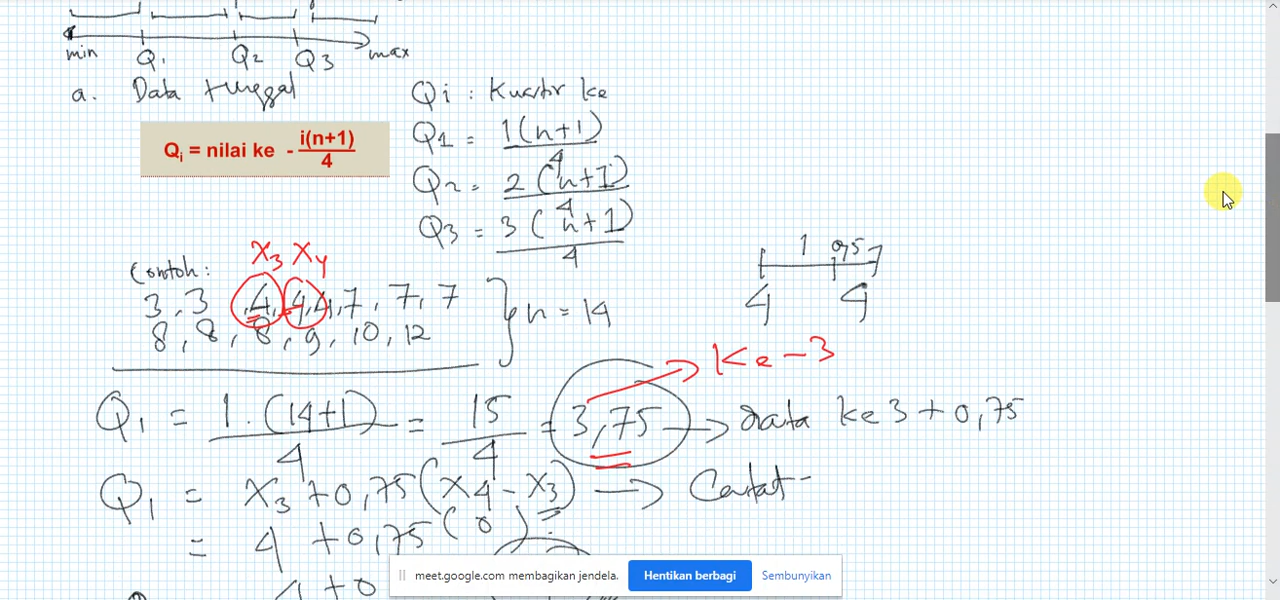 min Q1 Q2 Q3 max
a. Data tunggal
Qi = nilai ke - i(n+1)/4
Qi : Kuartir ke
Q1 = 1(n+1)/4
Q2 = 2(n+1)/4
Q3 = 3(n+1)/4
X3 X4
Contoh:
3, 3, 4, 4, 4, 7, 7, 7
8, 8, 8, 9, 10, 12
} n = 14
1 0,75
4 4
Ke-3
Q1 = 1.(14+1)/4 = 15/4 = 3,75 → data ke 3 + 0,75
Q1 = X3 + 0,75(X4 - X3) →
= 4 + 0,75(0)
4 + 0
meet.google.com membagikan jendela. Hentikan berbagi Sembunyikan